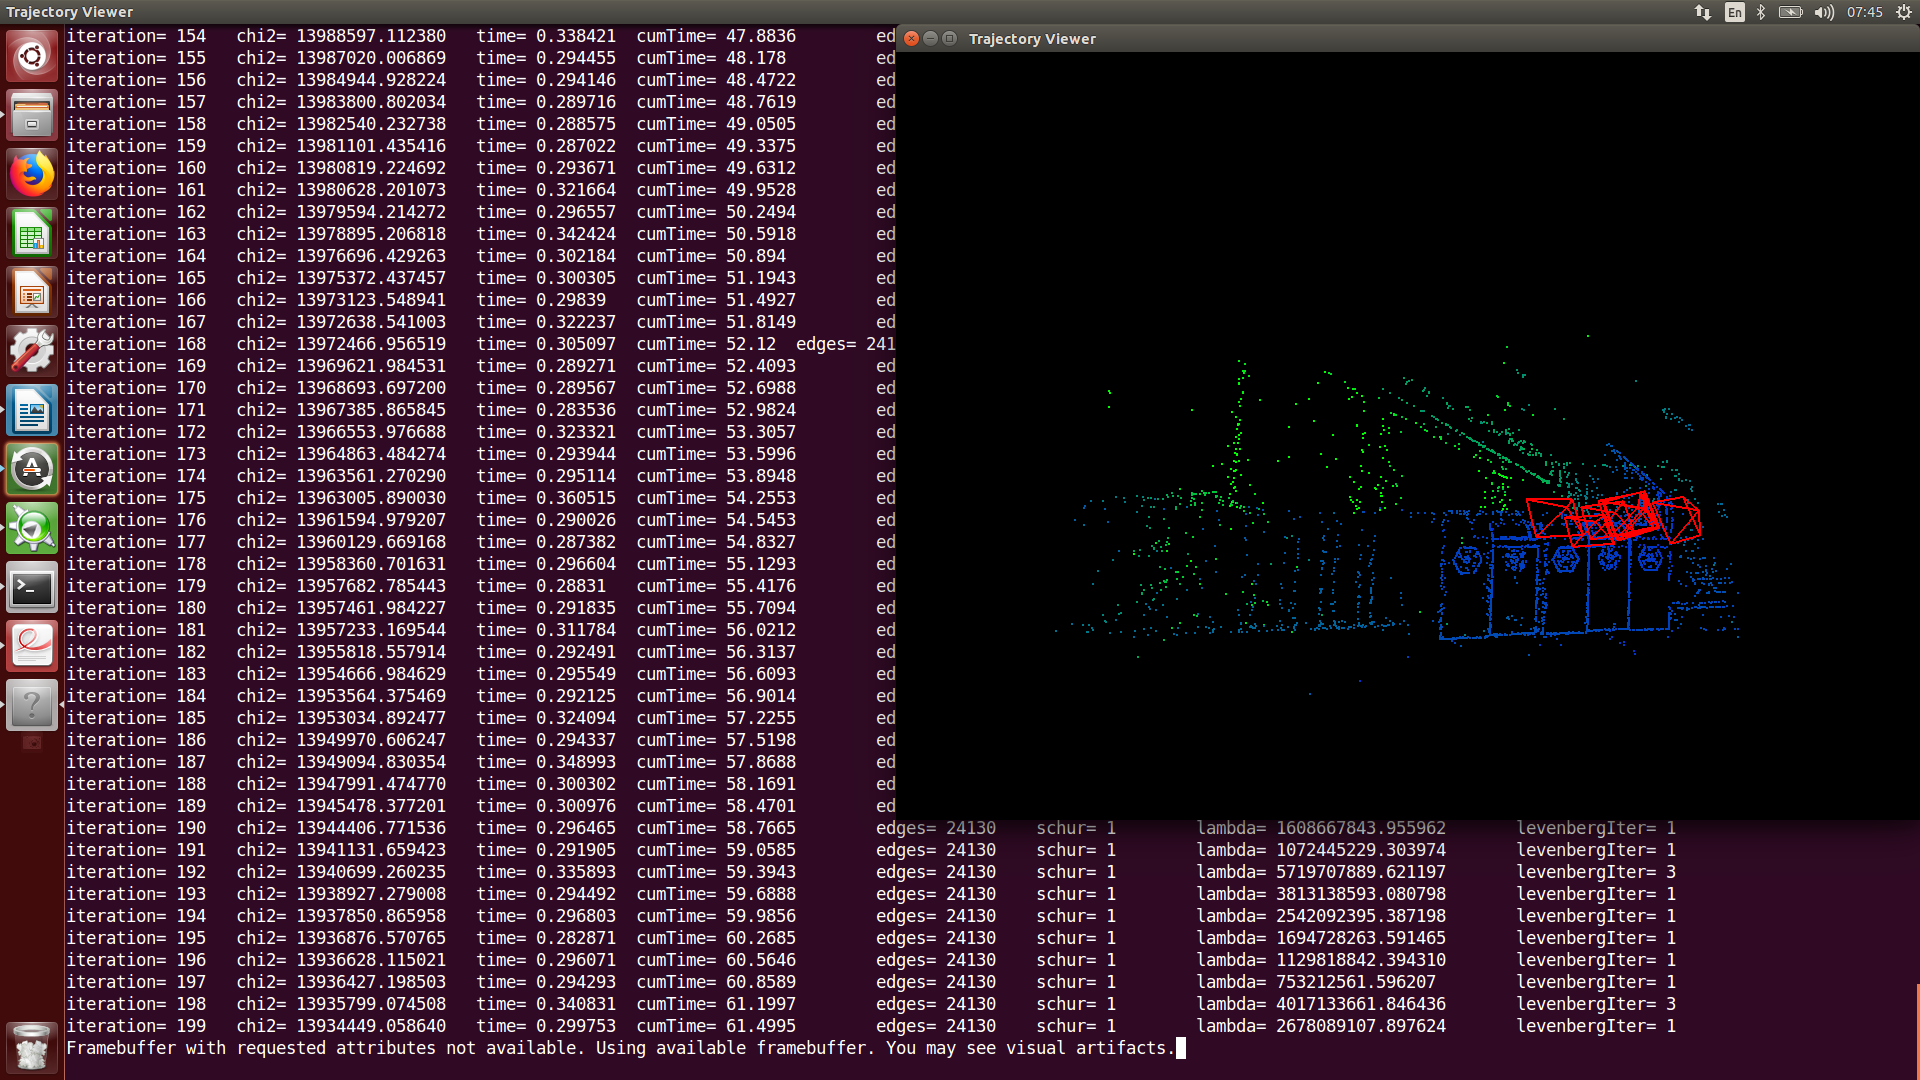 Trajectory Viewer
En
07:45
Trajectory Viewer
iteration= 154 chi2= 13988597.112380 time= 0.338421 cumTime= 47.8836 ed
iteration= 155 chi2= 13987020.006869 time= 0.294455 cumTime= 48.178 ed
iteration= 156 chi2= 13984944.928224 time= 0.294146 cumTime= 48.4722 ed
iteration= 157 chi2= 13983800.802034 time= 0.289716 cumTime= 48.7619 ed
iteration= 158 chi2= 13982540.232738 time= 0.288575 cumTime= 49.0505 ed
iteration= 159 chi2= 13981101.435416 time= 0.287022 cumTime= 49.3375 ed
iteration= 160 chi2= 13980819.224692 time= 0.293671 cumTime= 49.6312 ed
iteration= 161 chi2= 13980628.201073 time= 0.321664 cumTime= 49.9528 ed
iteration= 162 chi2= 13979594.214272 time= 0.296557 cumTime= 50.2494 ed
iteration= 163 chi2= 13978895.206818 time= 0.342424 cumTime= 50.5918 ed
iteration= 164 chi2= 13976696.429263 time= 0.302184 cumTime= 50.894 ed
iteration= 165 chi2= 13975372.437457 time= 0.300305 cumTime= 51.1943 ed
iteration= 166 chi2= 13973123.548941 time= 0.29839 cumTime= 51.4927 ed
iteration= 167 chi2= 13972638.541003 time= 0.322237 cumTime= 51.8149 ed
iteration= 168 chi2= 13972466.956519 time= 0.305097 cumTime= 52.12 edges= 241
iteration= 169 chi2= 13969621.984531 time= 0.289271 cumTime= 52.4093 ed
iteration= 170 chi2= 13968693.697200 time= 0.289567 cumTime= 52.6988 ed
iteration= 171 chi2= 13967385.865845 time= 0.283536 cumTime= 52.9824 ed
iteration= 172 chi2= 13966553.976688 time= 0.323321 cumTime= 53.3057 ed
iteration= 173 chi2= 13964863.484274 time= 0.293944 cumTime= 53.5996 ed
iteration= 174 chi2= 13963561.270290 time= 0.295114 cumTime= 53.8948 ed
iteration= 175 chi2= 13963005.890030 time= 0.360515 cumTime= 54.2553 ed
iteration= 176 chi2= 13961594.979207 time= 0.290026 cumTime= 54.5453 ed
iteration= 177 chi2= 13960129.669168 time= 0.287382 cumTime= 54.8327 ed
iteration= 178 chi2= 13958360.701631 time= 0.296604 cumTime= 55.1293 ed
iteration= 179 chi2= 13957682.785443 time= 0.28831 cumTime= 55.4176 ed
iteration= 180 chi2= 13957461.984227 time= 0.291835 cumTime= 55.7094 ed
iteration= 181 chi2= 13957233.169544 time= 0.311784 cumTime= 56.0212 ed
iteration= 182 chi2= 13955818.557914 time= 0.292491 cumTime= 56.3137 ed
iteration= 183 chi2= 13954666.984629 time= 0.295549 cumTime= 56.6093 ed
iteration= 184 chi2= 13953564.375469 time= 0.292125 cumTime= 56.9014 ed
iteration= 185 chi2= 13953034.892477 time= 0.324094 cumTime= 57.2255 ed
iteration= 186 chi2= 13949970.606247 time= 0.294337 cumTime= 57.5198 ed
iteration= 187 chi2= 13949094.830354 time= 0.348993 cumTime= 57.8688 ed
iteration= 188 chi2= 13947991.474770 time= 0.300302 cumTime= 58.1691 ed
iteration= 189 chi2= 13945478.377201 time= 0.300976 cumTime= 58.4701 ed
iteration= 190 chi2= 13944406.771536 time= 0.296465 cumTime= 58.7665 edges= 24130 schur= 1 lambda= 1608667843.955962 levenbergIter= 1
iteration= 191 chi2= 13941131.659423 time= 0.291905 cumTime= 59.0585 edges= 24130 schur= 1 lambda= 1072445229.303974 levenbergIter= 1
iteration= 192 chi2= 13940699.260235 time= 0.335893 cumTime= 59.3943 edges= 24130 schur= 1 lambda= 5719707889.621197 levenbergIter= 3
iteration= 193 chi2= 13938927.279008 time= 0.294492 cumTime= 59.6888 edges= 24130 schur= 1 lambda= 3813138593.080798 levenbergIter= 1
iteration= 194 chi2= 13937850.865958 time= 0.296803 cumTime= 59.9856 edges= 24130 schur= 1 lambda= 2542092395.387198 levenbergIter= 1
iteration= 195 chi2= 13936876.570765 time= 0.282871 cumTime= 60.2685 edges= 24130 schur= 1 lambda= 1694728263.591465 levenbergIter= 1
iteration= 196 chi2= 13936628.115021 time= 0.296071 cumTime= 60.5646 edges= 24130 schur= 1 lambda= 1129818842.394310 levenbergIter= 1
iteration= 197 chi2= 13936427.198503 time= 0.294293 cumTime= 60.8589 edges= 24130 schur= 1 lambda= 753212561.596207 levenbergIter= 1
iteration= 198 chi2= 13935799.074508 time= 0.340831 cumTime= 61.1997 edges= 24130 schur= 1 lambda= 4017133661.846436 levenbergIter= 3
iteration= 199 chi2= 13934449.058640 time= 0.299753 cumTime= 61.4995 edges= 24130 schur= 1 lambda= 2678089107.897624 levenbergIter= 1
Framebuffer with requested attributes not available. Using available framebuffer. You may see visual artifacts.